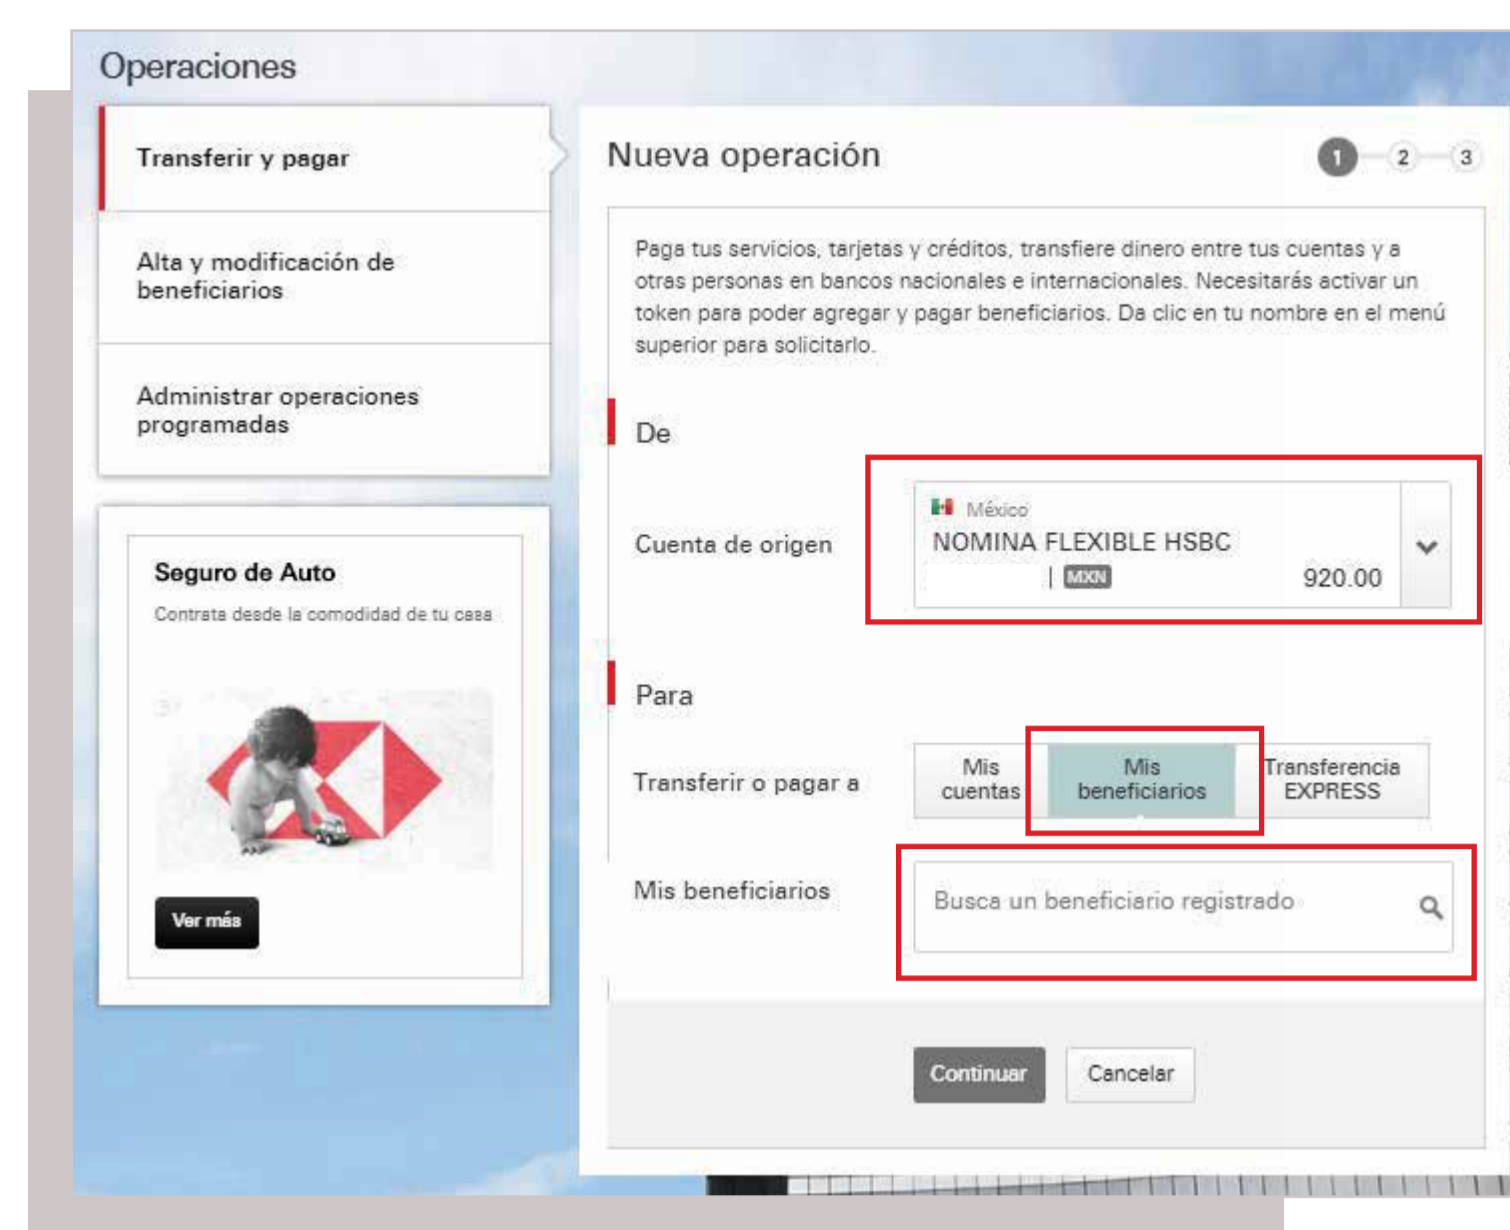 Operaciones
Transferir y pagar
Alta y modificación de
beneficiarios
Administrar operaciones
programadas
Seguro de Auto
Contrata desde la comodidad de tu casa
Ver más
Nueva operación
1 2 3
Paga tus servicios, tarjetas y créditos, transfiere dinero entre tus cuentas y a
otras personas en bancos nacionales e internacionales. Necesitarás activar un
token para poder agregar y pagar beneficiarios. Da clic en tu nombre en el menú
superior para solicitarlo.
De
Cuenta de origen
México
NOMINA FLEXIBLE HSBC
| MXN 920.00
Para
Transferir o pagar a
Mis
cuentas
Mis
beneficiarios
Transferencia
EXPRESS
Mis beneficiarios
Busca un beneficiario registrado
Continuar
Cancelar